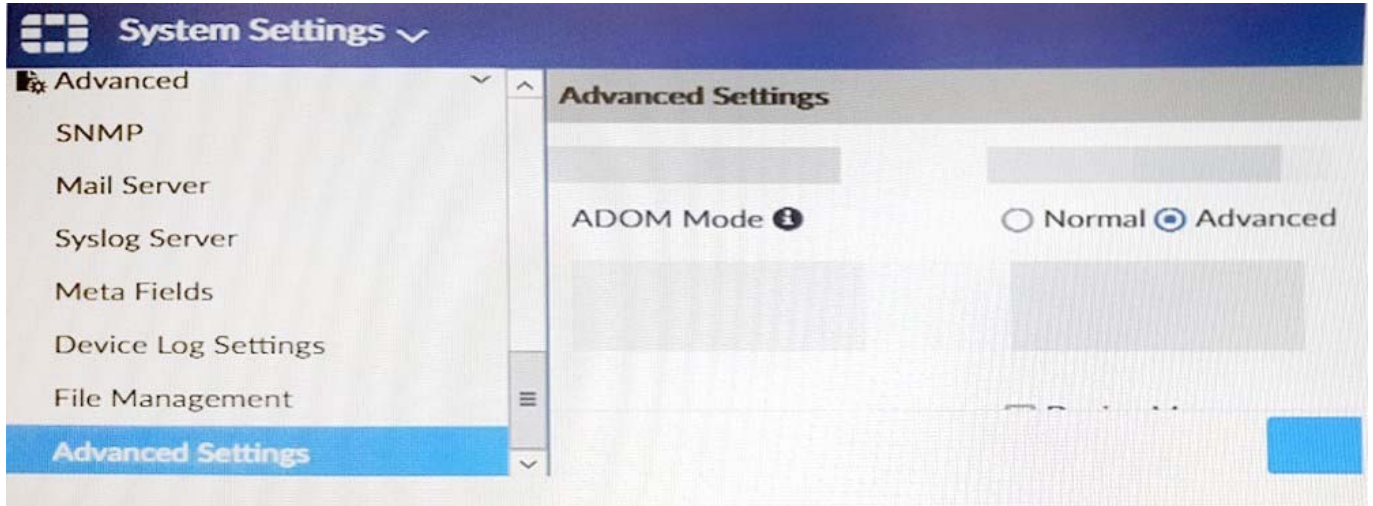 System Settings
Advanced
SNMP
Mail Server
Syslog Server
Meta Fields
Device Log Settings
File Management
Advanced Settings
Advanced Settings
ADOM Mode
Normal Advanced